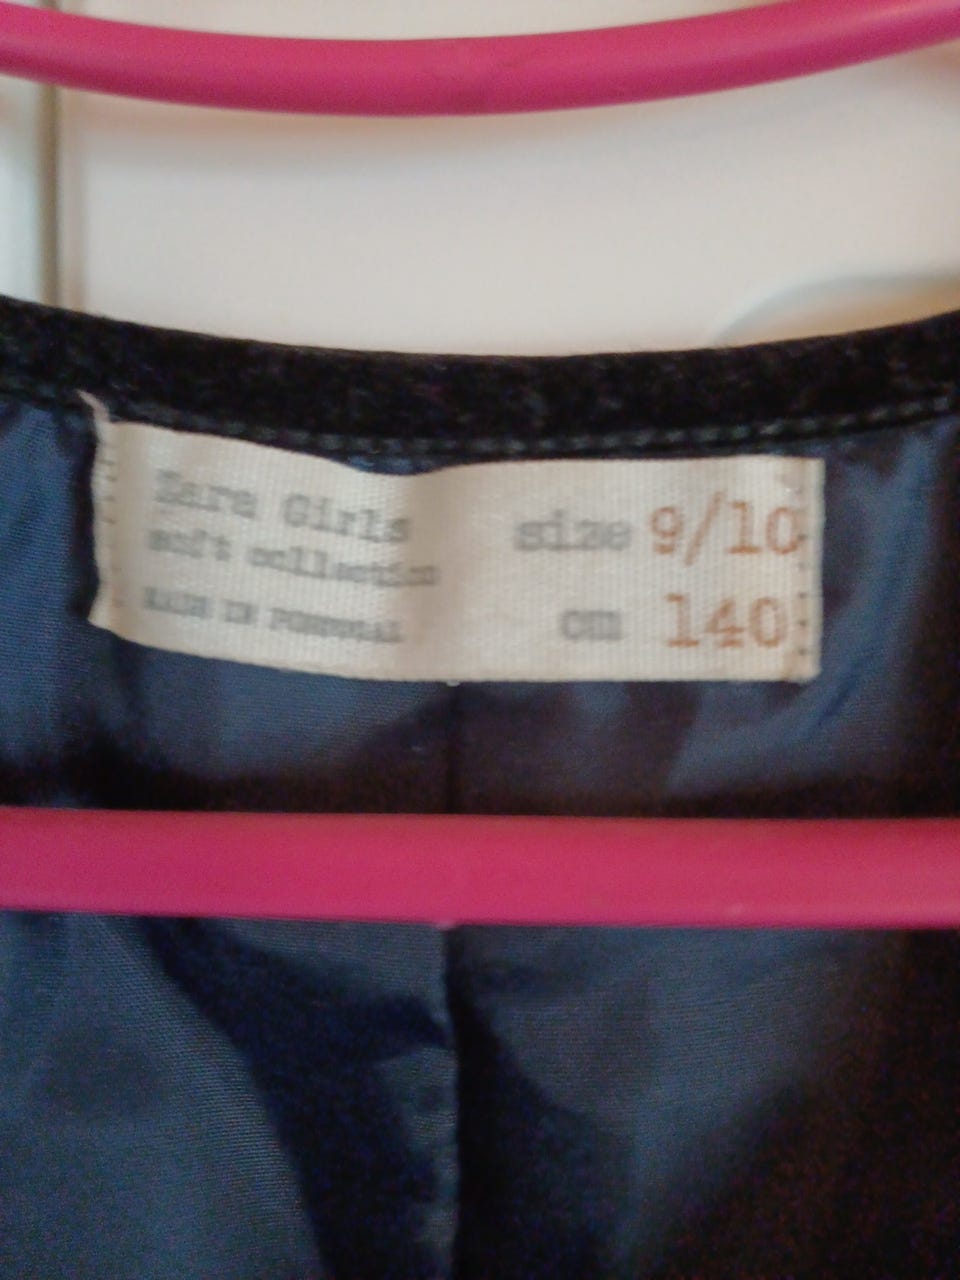 Zara Girls
soft collection
MADE IN PORTUGAL
size 9/10
cm 140